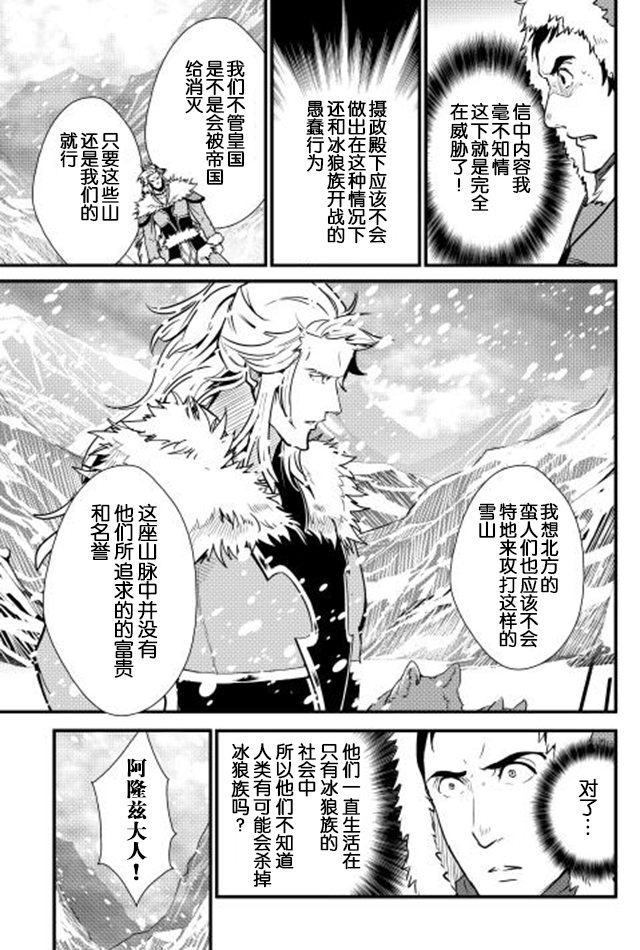 信中内容我
毫不知情
这下就是完全
在威胁了！
摄政殿下应该不会
做出在这种情况下
还和冰狼族开战的
愚蠢行为
我们不管皇国
是不是会被帝国
给消灭
只要这些山
还是我们的
就行
我想北方的
蛮人们也应该不会
特地来攻打这样的
雪山
这座山脉中并没有
他们所追求的的富贵
和名誉
对了…
他们一直生活在
只有冰狼族的
社会中
所以他们不知道
人类有可能会杀掉
冰狼族吗？
阿隆兹大人！